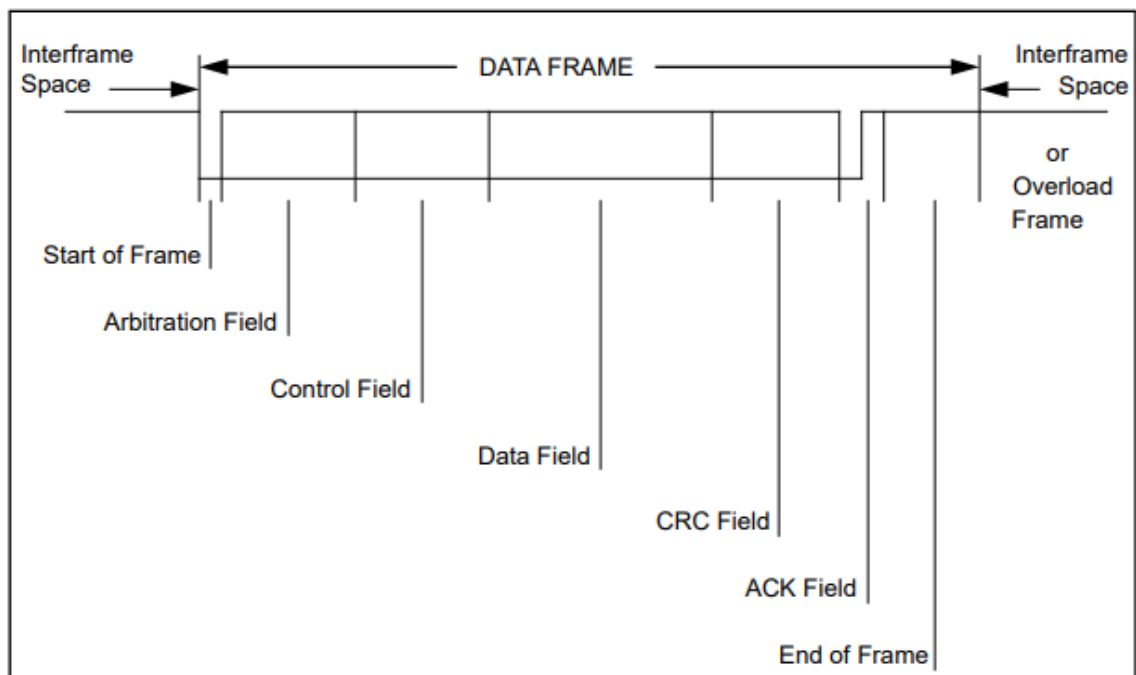 Interframe
Space
DATA FRAME
Interframe
Space
or
Overload
Frame
Start of Frame
Arbitration Field
Control Field
Data Field
CRC Field
ACK Field
End of Frame